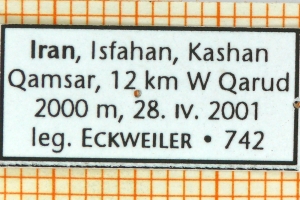 Iran, Isfahan, Kashan
Qamsar, 12 km W Qarud
2000 m, 28. IV. 2001
leg. ECKWEILER • 742